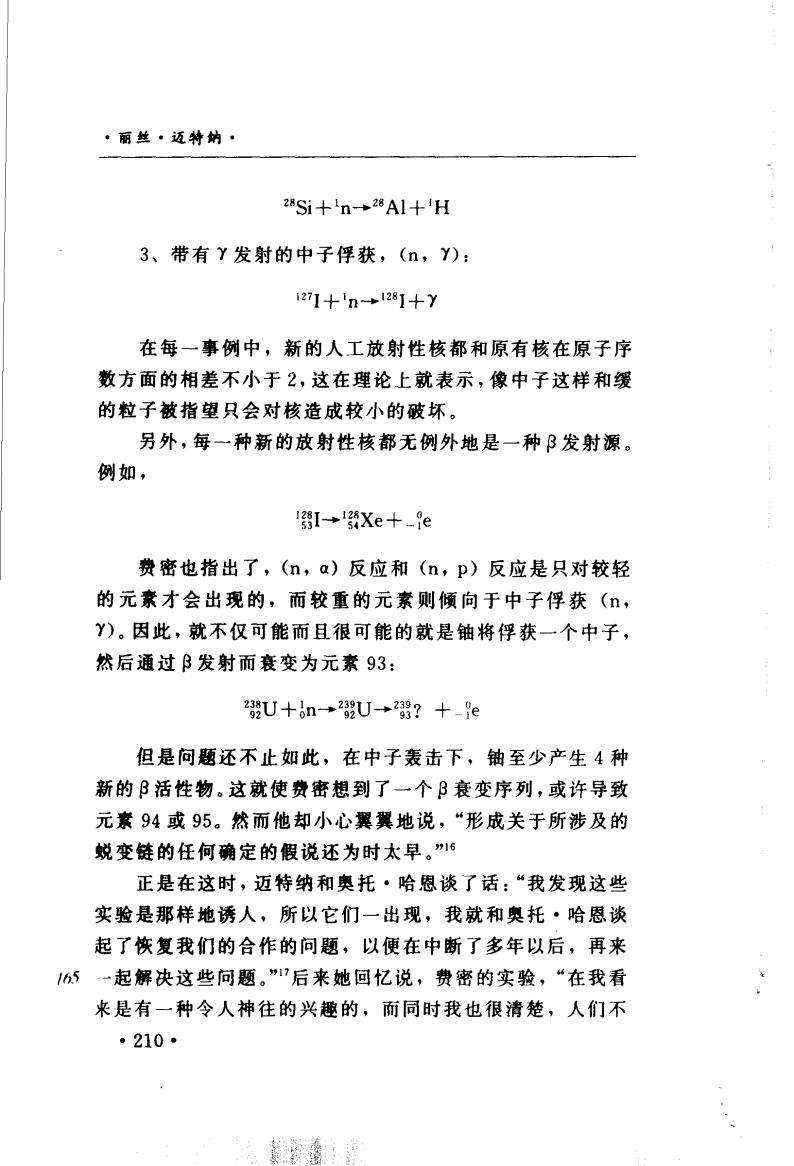 ·丽丝·迈特纳·
²⁸Si+¹n→²⁸Al+¹H
3、带有γ发射的中子俘获，(n，γ)：
¹²⁷I+¹n→¹²⁸I+γ
在每一事例中，新的人工放射性核都和原有核在原子序
数方面的相差不小于2，这在理论上就表示，像中子这样和缓
的粒子被指望只会对核造成较小的破坏。
另外，每一种新的放射性核都无例外地是一种β发射源。
例如，
¹²⁸₅₃I→¹²⁸₅₄Xe+₋₁⁰e
费密也指出了，(n，α)反应和(n，p)反应是只对较轻
的元素才会出现的，而较重的元素则倾向于中子俘获(n，
γ)。因此，就不仅可能而且很可能的就是铀将俘获一个中子，
然后通过β发射而衰变为元素93：
²³⁸₉₂U+¹₀n→²³⁹₉₂U→²³⁹₉₃? +₋₁⁰e
但是问题还不止如此，在中子轰击下，铀至少产生4种
新的β活性物。这就使费密想到了一个β衰变序列，或许导致
元素94或95。然而他却小心翼翼地说，“形成关于所涉及的
蜕变链的任何确定的假说还为时太早。”¹⁶
正是在这时，迈特纳和奥托·哈恩谈了话：“我发现这些
实验是那样地诱人，所以它们一出现，我就和奥托·哈恩谈
起了恢复我们的合作的问题，以便在中断了多年以后，再来
165 一起解决这些问题。”¹⁷后来她回忆说，费密的实验，“在我看
来是有一种令人神往的兴趣的，而同时我也很清楚，人们不
·210·